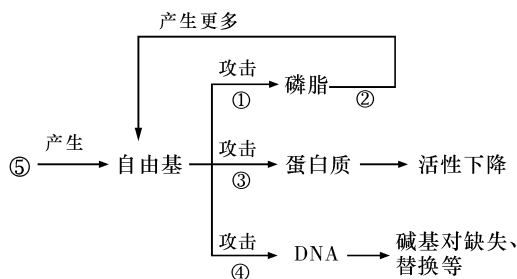 产生更多
攻击
①
磷脂
②
⑤
产生
自由基
攻击
③
蛋白质
活性下降
攻击
④
DNA
碱基对缺失、
替换等